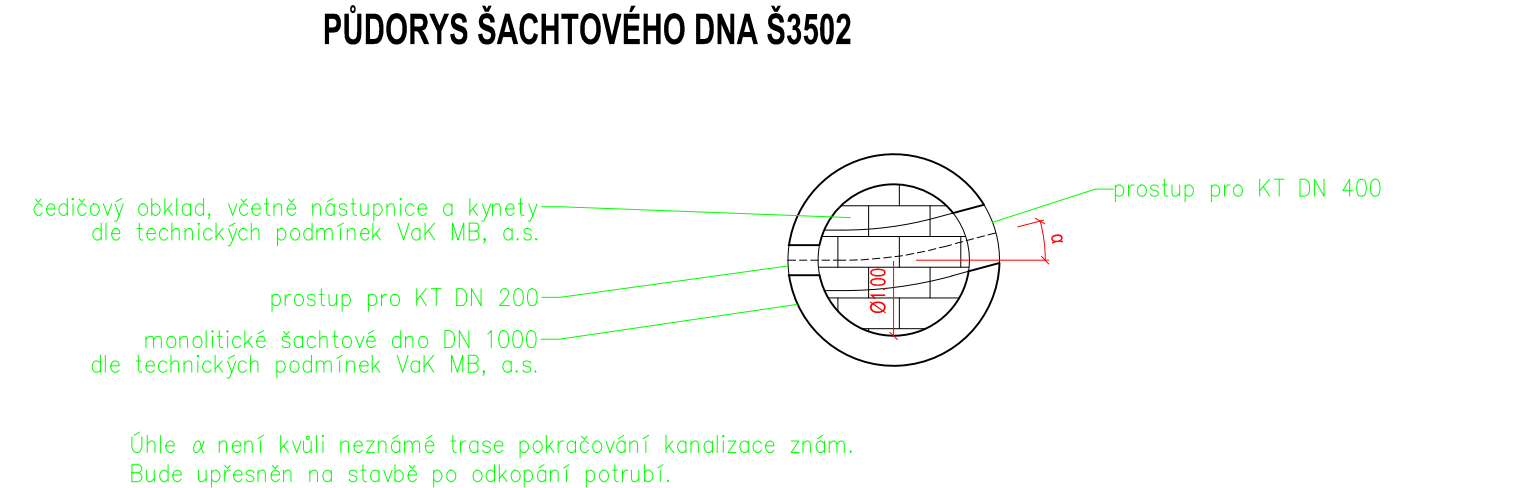 PŮDORYS ŠACHTOVÉHO DNA Š3502
čedičový obklad, včetně nástupnice a kynety
dle technických podmínek VaK MB, a.s.
prostup pro KT DN 400
α
Ø1.00
prostup pro KT DN 200
monolitické šachtové dno DN 1000
dle technických podmínek VaK MB, a.s.
Úhle α není kvůli neznámé trase pokračování kanalizace znám.
Bude upřesněn na stavbě po odkopání potrubí.